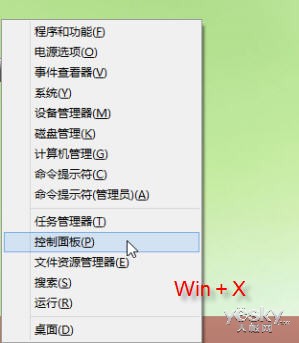 程序和功能(F)
电源选项(O)
事件查看器(V)
系统(Y)
设备管理器(M)
磁盘管理(K)
计算机管理(G)
命令提示符(C)
命令提示符(管理员)(A)
任务管理器(T)
控制面板(P)
文件资源管理器(E)
搜索(S)
运行(R)
桌面(D)
Win + X
yesky
天极网